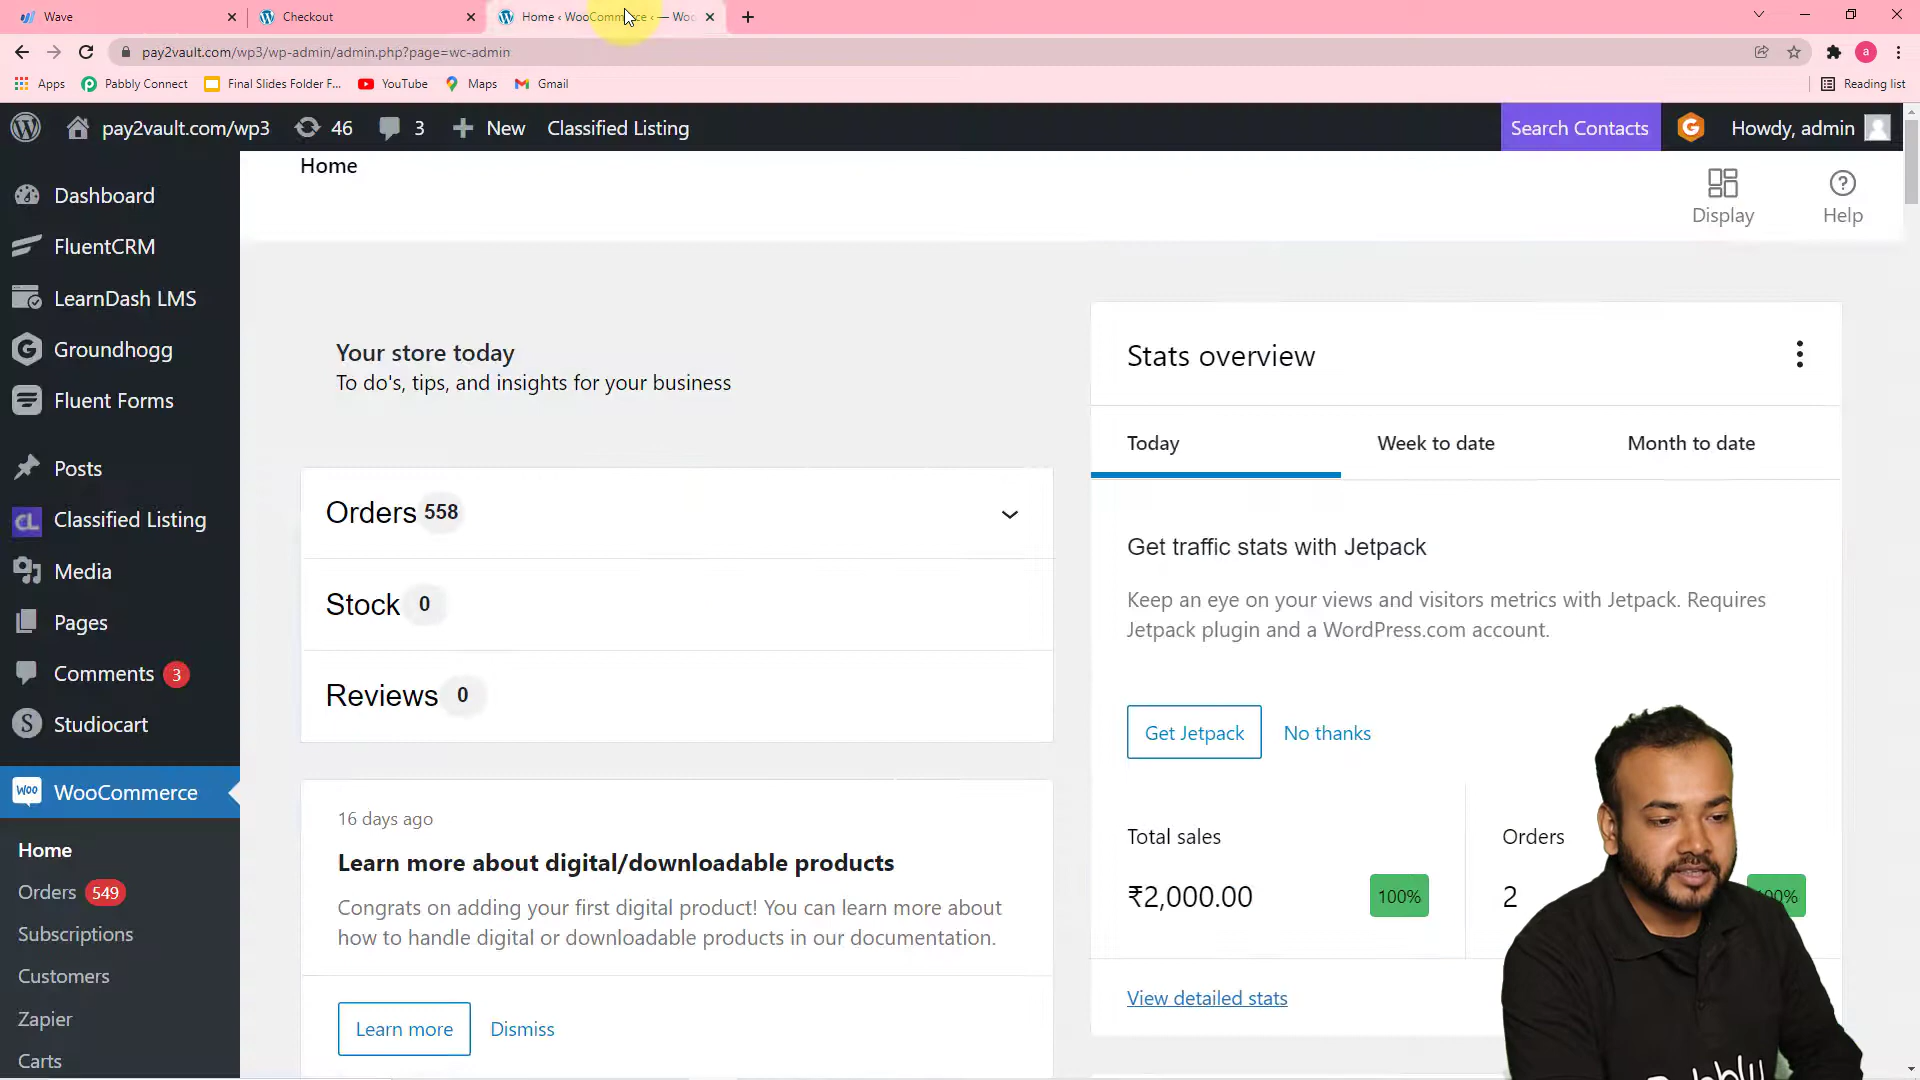 Wave
Checkout
Home ‹ WooCommerce ‹ — Woo
pay2vault.com/wp3/wp-admin/admin.php?page=wc-admin
a
Apps
Pabbly Connect
Final Slides Folder F...
YouTube
Maps
Gmail
Reading list
pay2vault.com/wp3
46
3
New
Classified Listing
Search Contacts
G
Howdy, admin
Dashboard
FluentCRM
LearnDash LMS
Groundhogg
Fluent Forms
Posts
CL
Classified Listing
Media
Pages
Comments 3
S
Studiocart
Woo
WooCommerce
Home
Orders 549
Subscriptions
Customers
Zapier
Carts
Home
Display
Help
Your store today
To do's, tips, and insights for your business
Orders 558
Stock 0
Reviews 0
16 days ago
Learn more about digital/downloadable products
Congrats on adding your first digital product! You can learn more about
how to handle digital or downloadable products in our documentation.
Learn more
Dismiss
Stats overview
Today
Week to date
Month to date
Get traffic stats with Jetpack
Keep an eye on your views and visitors metrics with Jetpack. Requires
Jetpack plugin and a WordPress.com account.
Get Jetpack
No thanks
Total sales
₹2,000.00
100%
Orders
2
View detailed stats